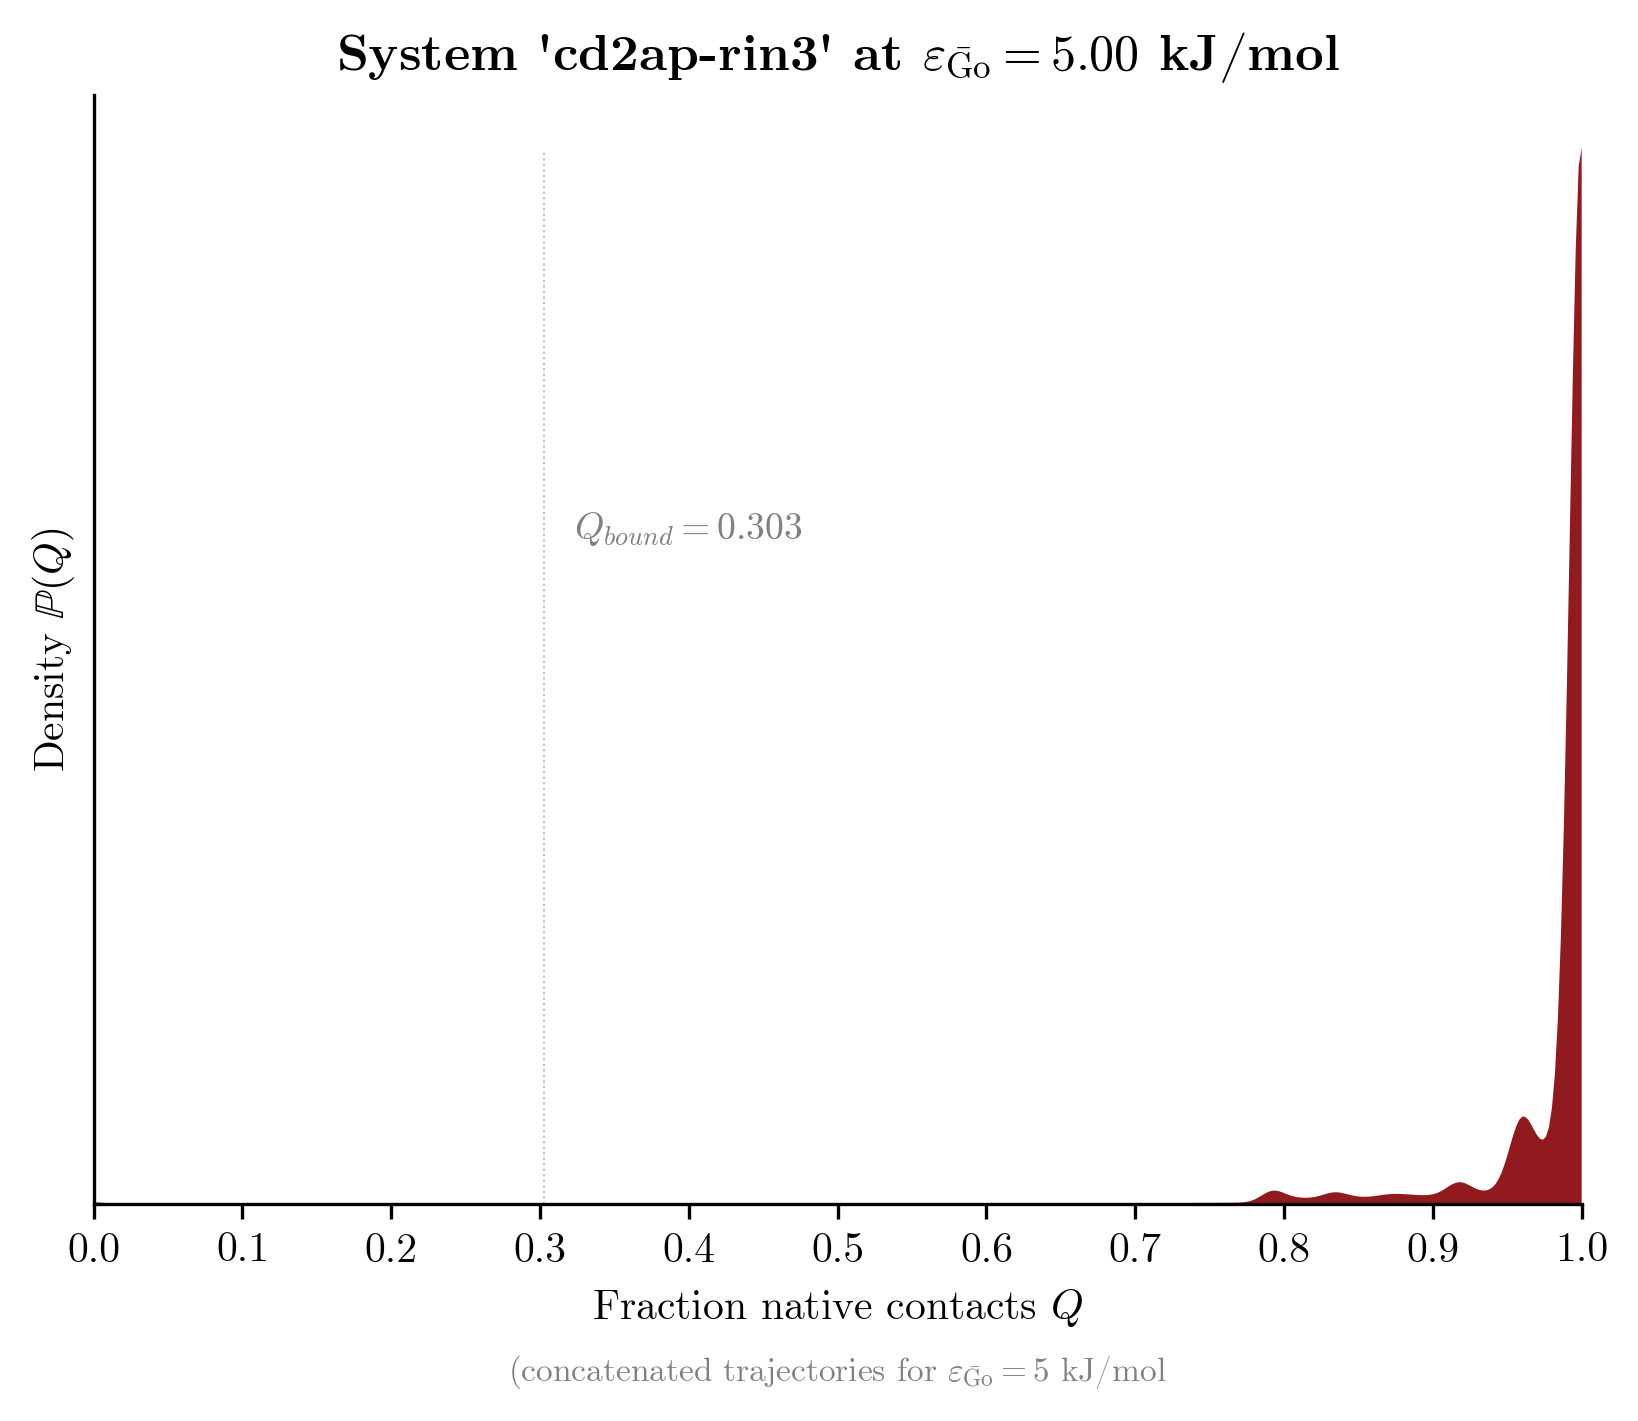 System 'cd2ap-rin3' at ε_Ḡo = 5.00 kJ/mol
Density ℙ(Q)
Q_bound = 0.303
0.0 0.1 0.2 0.3 0.4 0.5 0.6 0.7 0.8 0.9 1.0
Fraction native contacts Q
(concatenated trajectories for ε_Ḡo = 5 kJ/mol